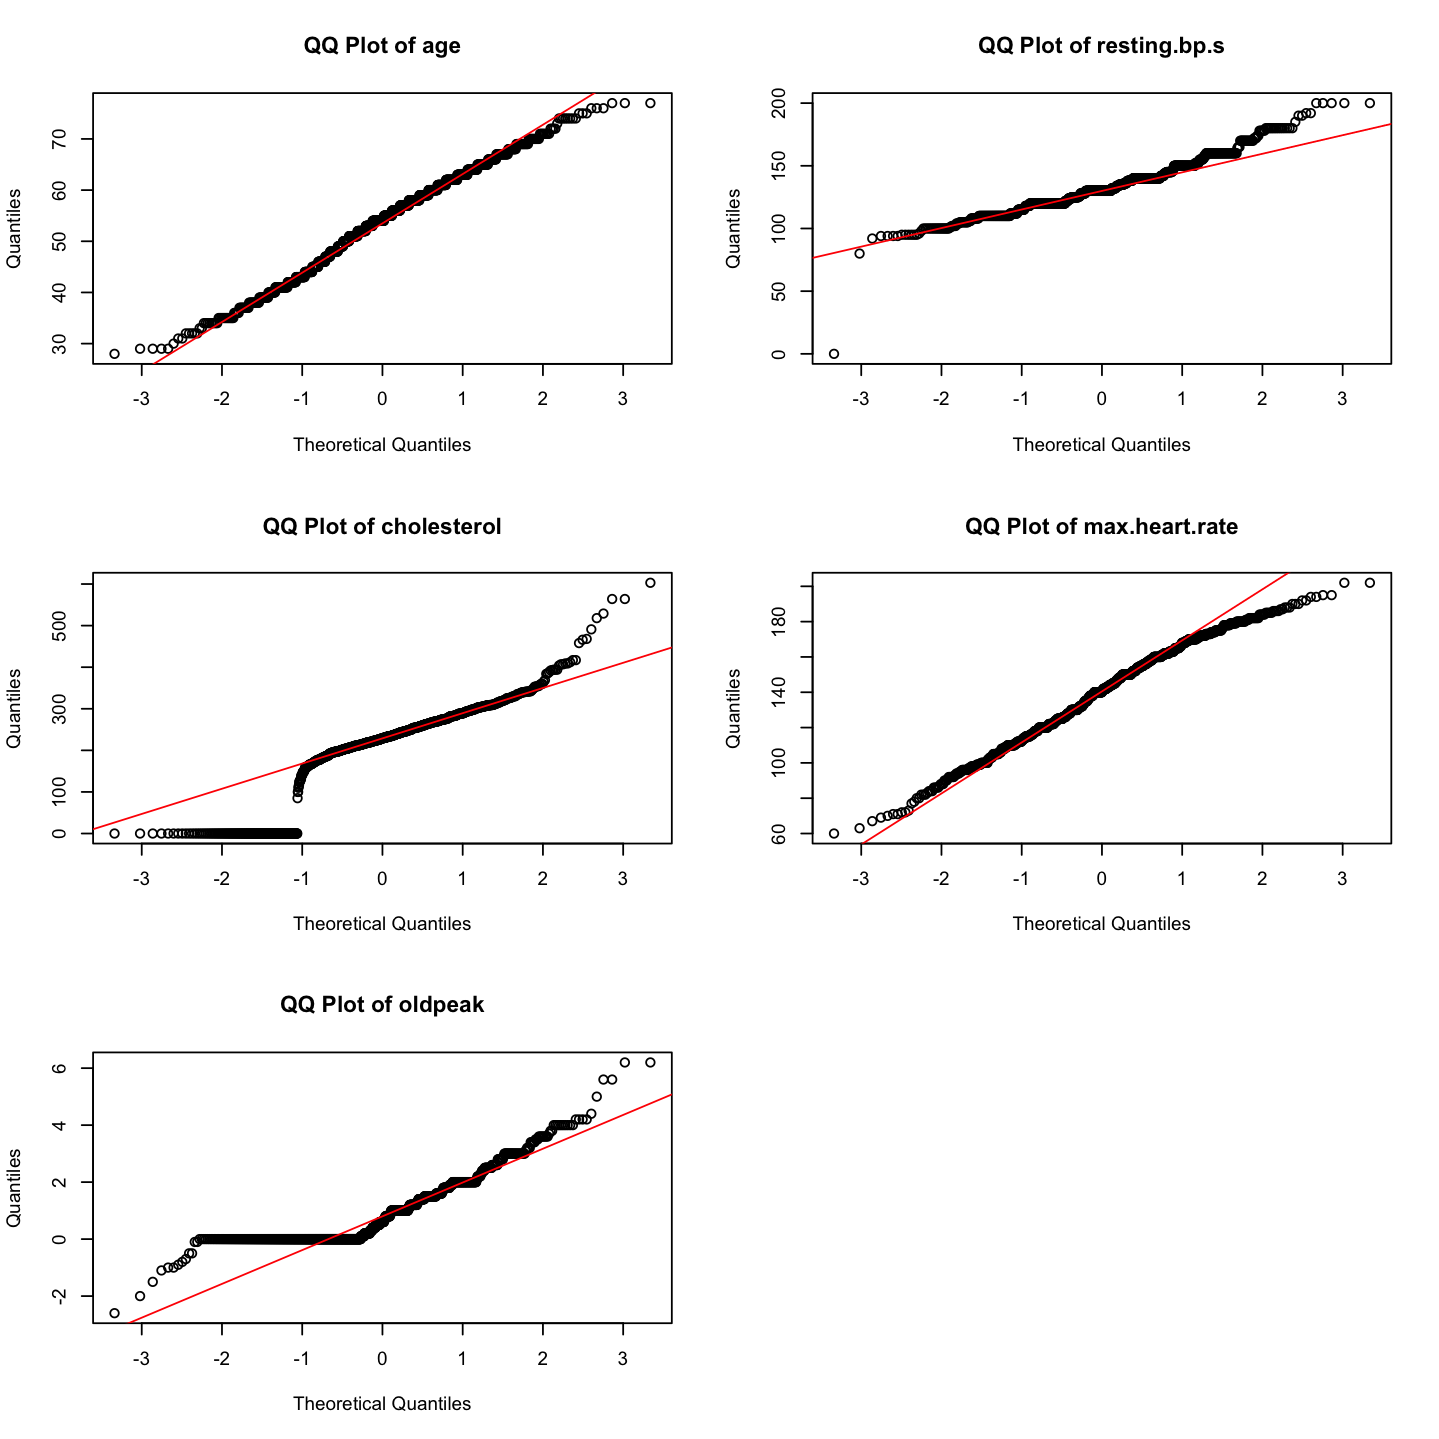 QQ Plot of age
Quantiles
70
60
50
40
30
-3 -2 -1 0 1 2 3
Theoretical Quantiles
QQ Plot of resting.bp.s
Quantiles
200
150
100
50
0
-3 -2 -1 0 1 2 3
Theoretical Quantiles
QQ Plot of cholesterol
Quantiles
500
300
100
0
-3 -2 -1 0 1 2 3
Theoretical Quantiles
QQ Plot of max.heart.rate
Quantiles
180
140
100
60
-3 -2 -1 0 1 2 3
Theoretical Quantiles
QQ Plot of oldpeak
Quantiles
6
4
2
0
-2
-3 -2 -1 0 1 2 3
Theoretical Quantiles